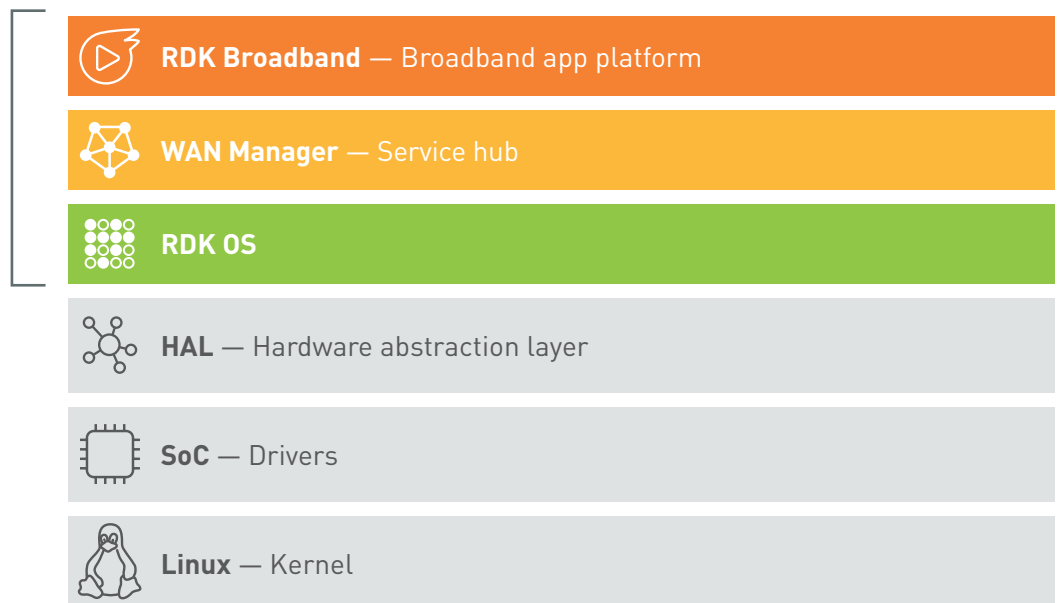 RDK Broadband — Broadband app platform
WAN Manager — Service hub
RDK OS
HAL — Hardware abstraction layer
SoC — Drivers
Linux — Kernel